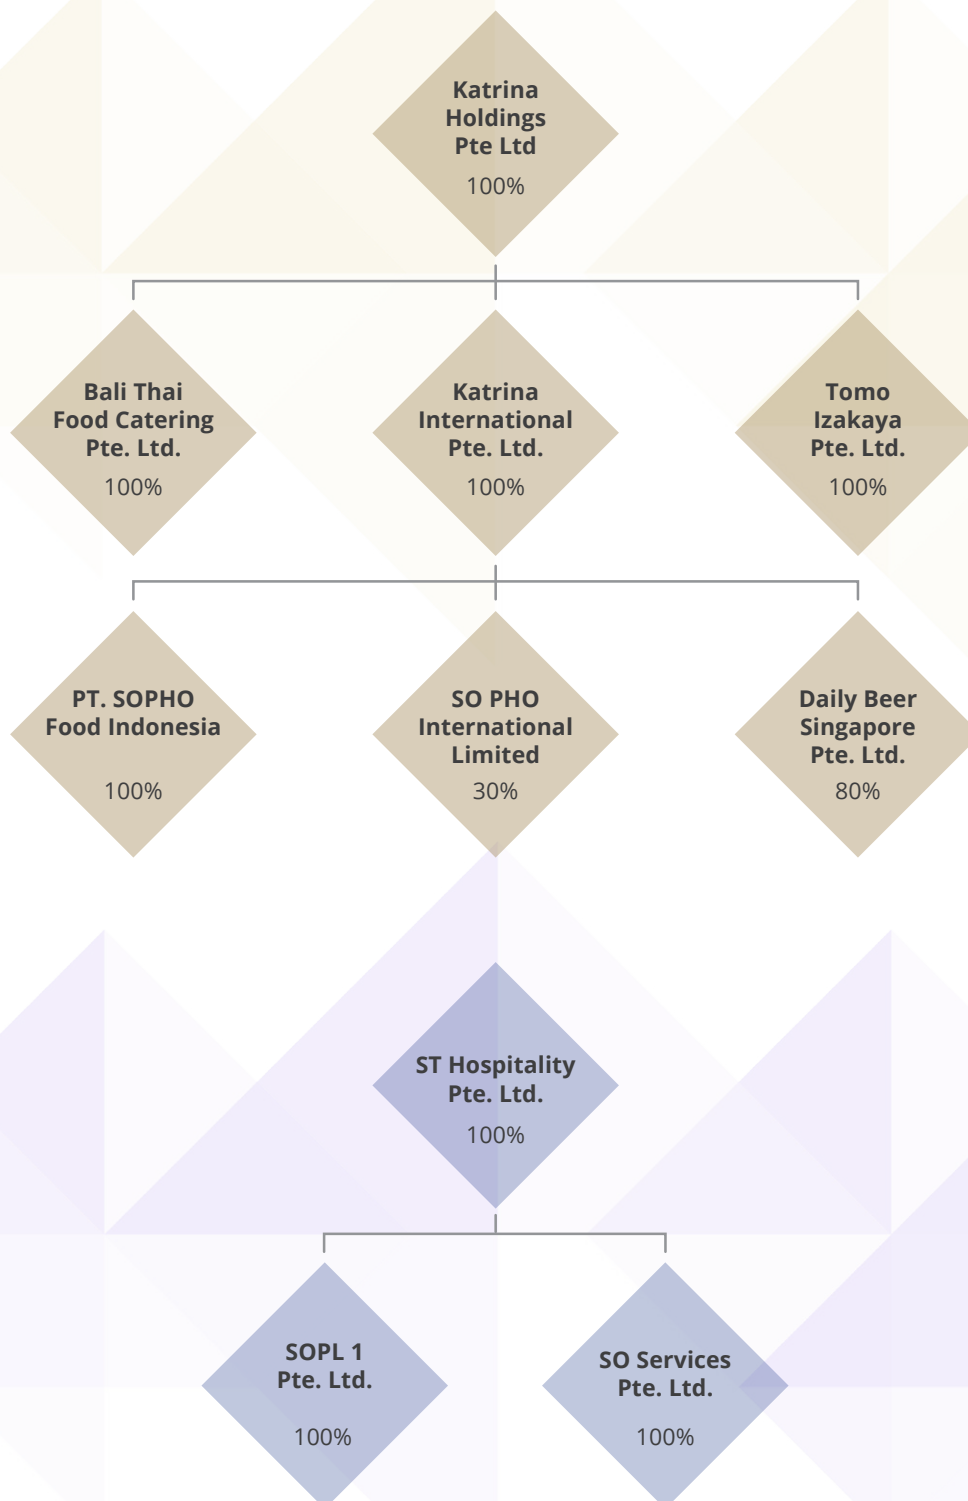 Katrina
Holdings
Pte Ltd
100%
Bali Thai
Food Catering
Pte. Ltd.
100%
Katrina
International
Pte. Ltd.
100%
Tomo
Izakaya
Pte. Ltd.
100%
PT. SOPHO
Food Indonesia
100%
SO PHO
International
Limited
30%
Daily Beer
Singapore
Pte. Ltd.
80%
ST Hospitality
Pte. Ltd.
100%
SOPL 1
Pte. Ltd.
100%
SO Services
Pte. Ltd.
100%